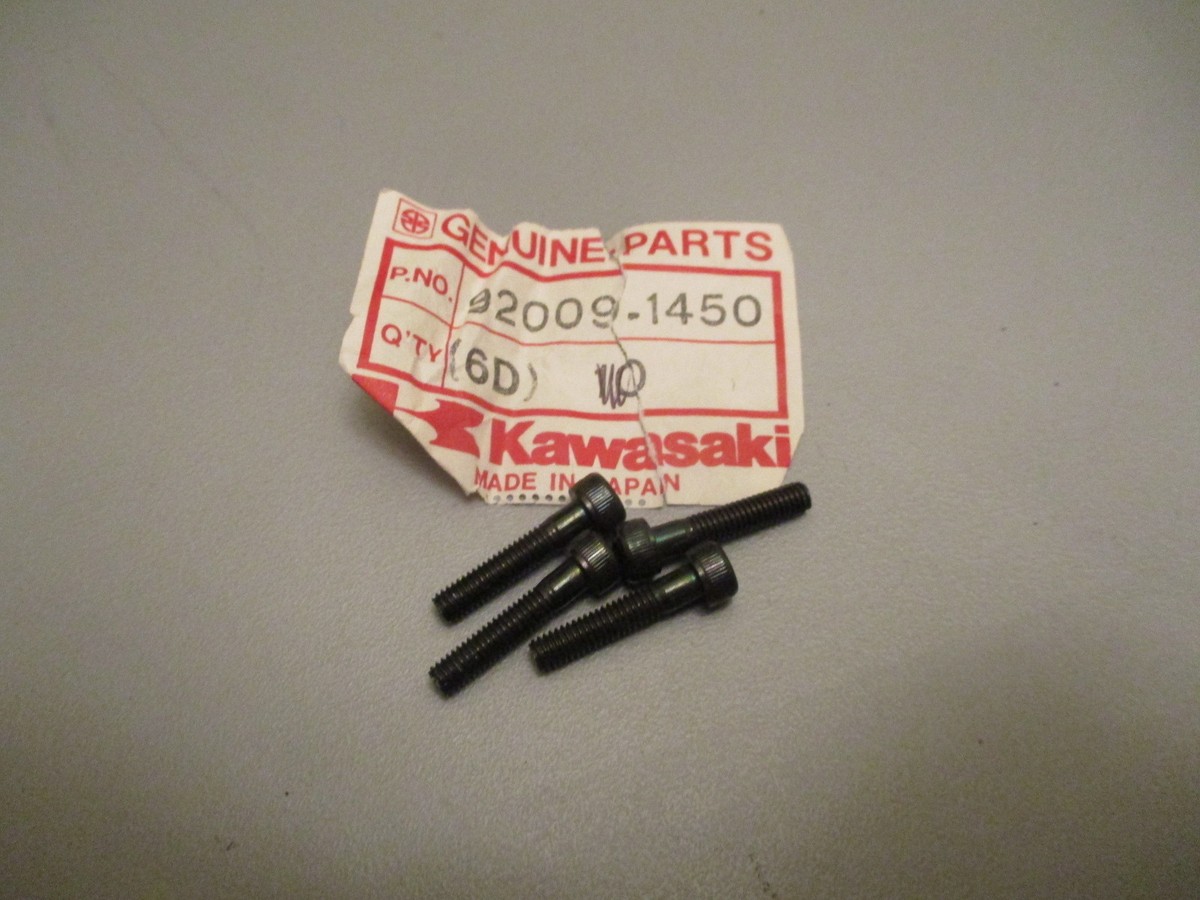 GENUINE PARTS
P.NO. 92009-1450
Q'TY (6D)
Kawasaki
MADE IN JAPAN